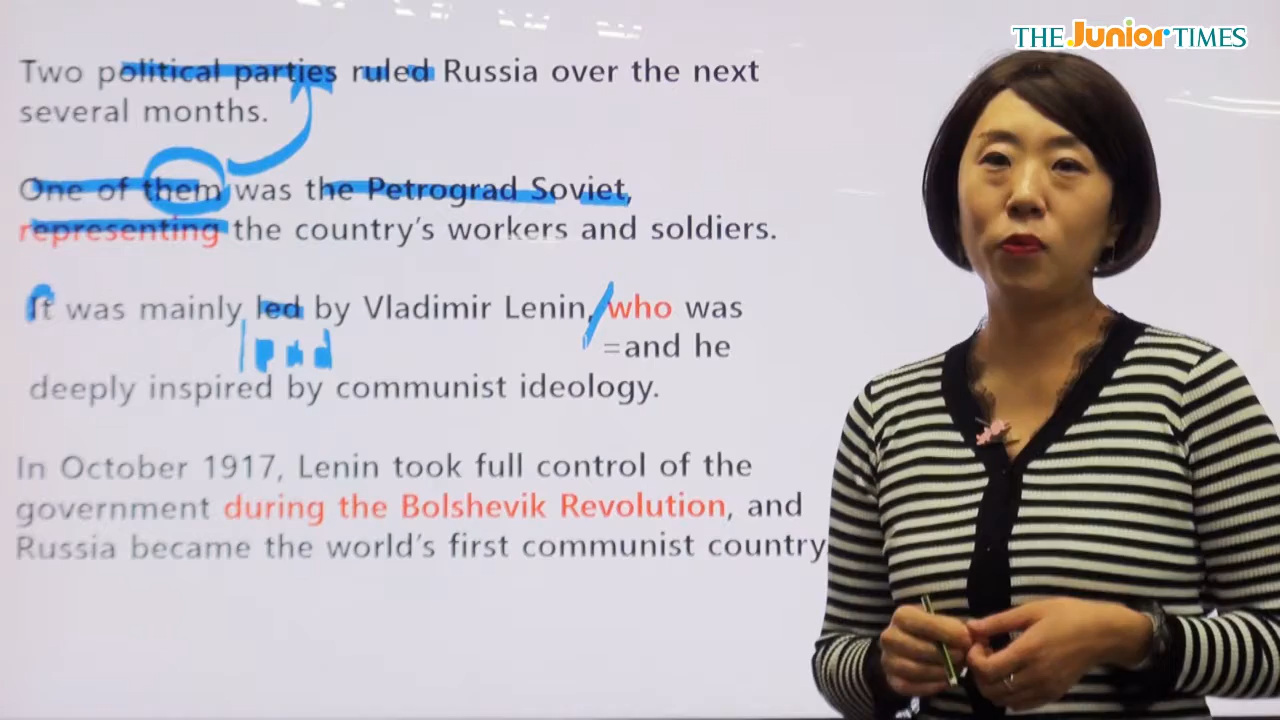 THE Junior TIMES
Two political parties ruled Russia over the next
several months.
One of them was the Petrograd Soviet,
representing the country's workers and soldiers.
It was mainly led by Vladimir Lenin, who was
=and he
deeply inspired by communist ideology.
In October 1917, Lenin took full control of the
government during the Bolshevik Revolution, and
Russia became the world's first communist country